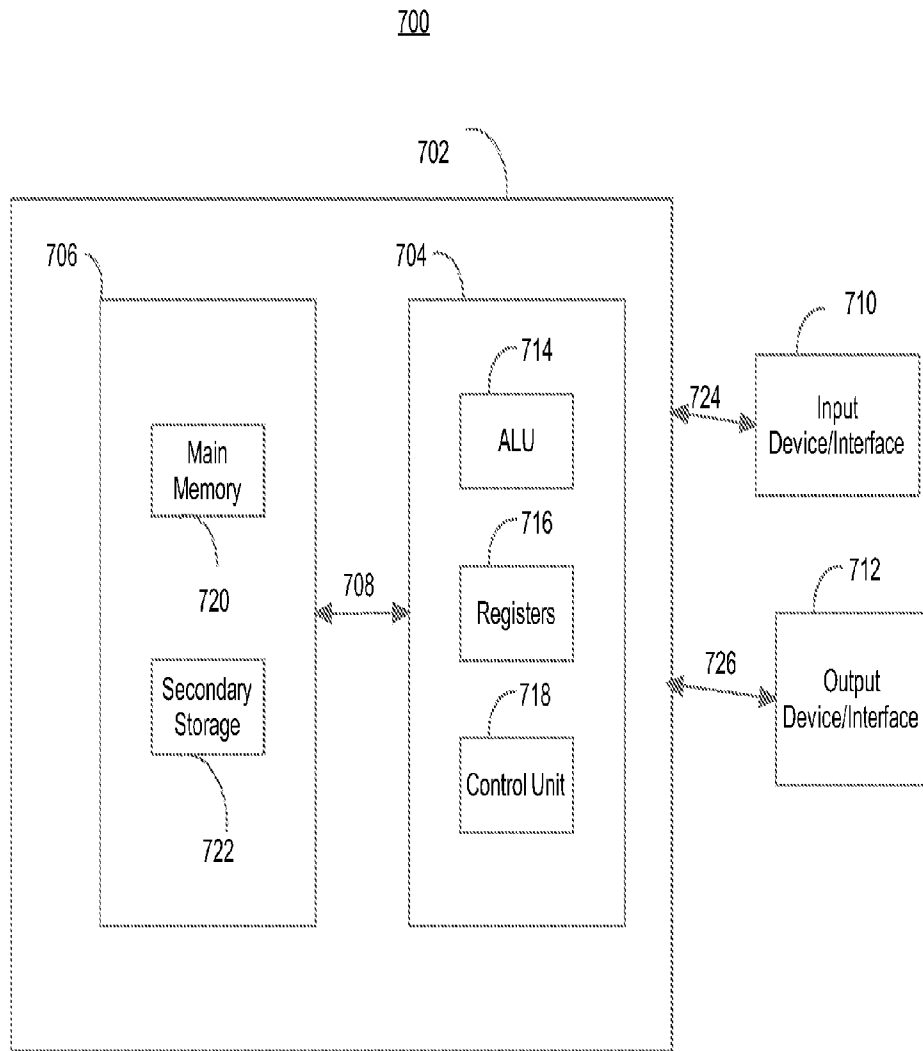 700
702
706
704
710
714
724
Input
Device/Interface
ALU
Main
Memory
716
720
708
712
Registers
726
Secondary
Storage
718
Output
Device/Interface
Control Unit
722